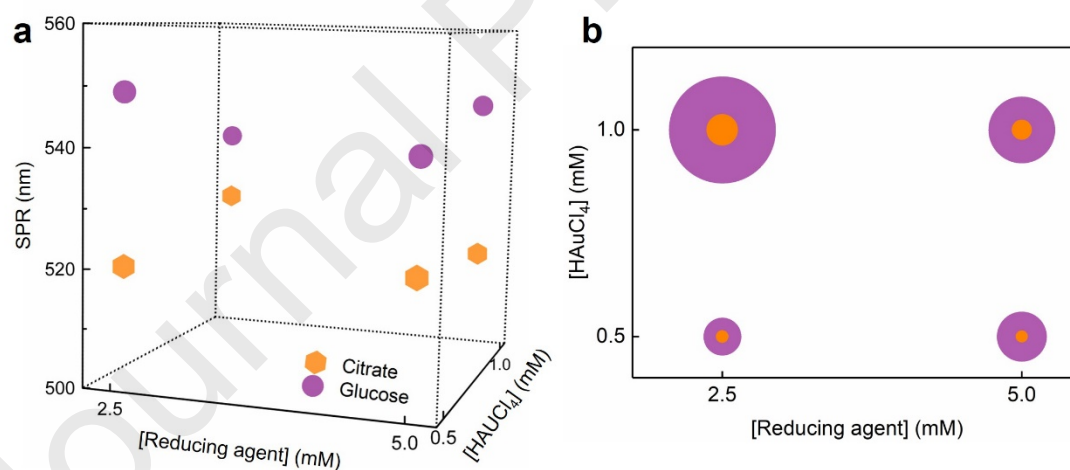 a
560
540
520
500
SPR (nm)
2.5
5.0
[Reducing agent] (mM)
0.5
1.0
[HAUCl4] (mM)
Citrate
Glucose
b
1.0
0.5
[HAuCl4] (mM)
2.5
5.0
[Reducing agent] (mM)
Journal P